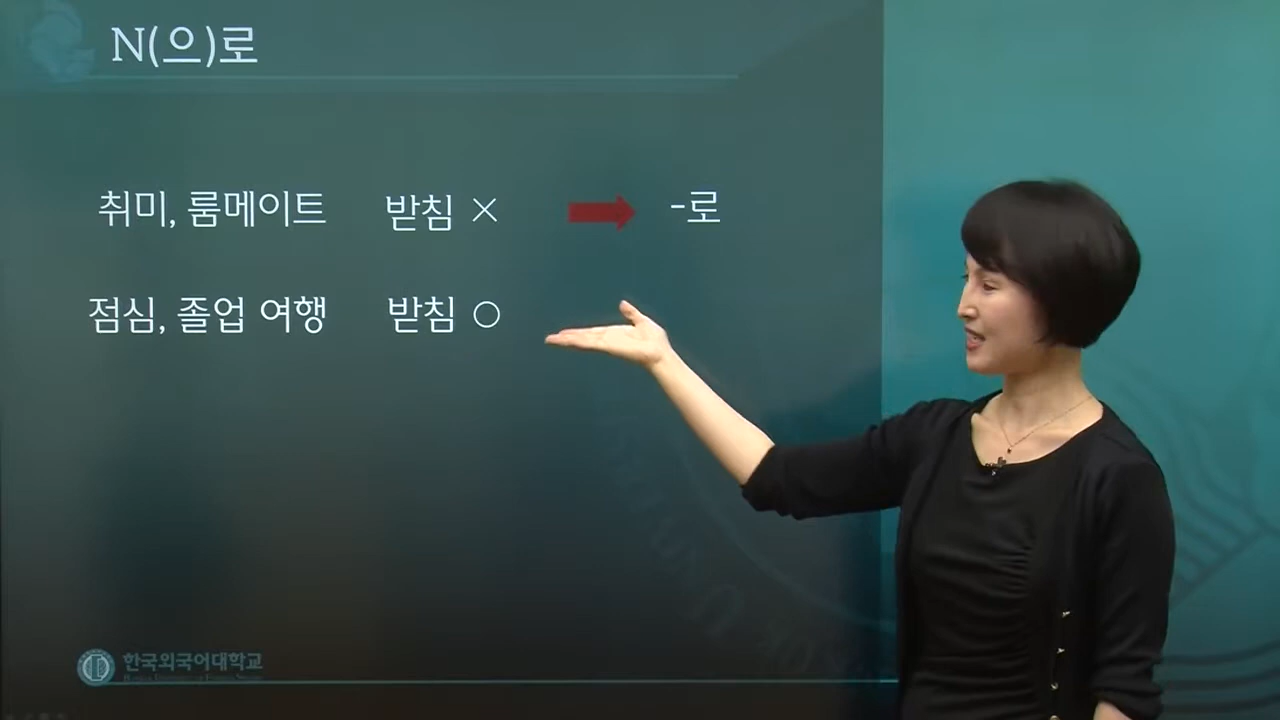 N(으)로
취미, 룸메이트 받침 × -로
점심, 졸업 여행 받침 ○
한국외국어대학교